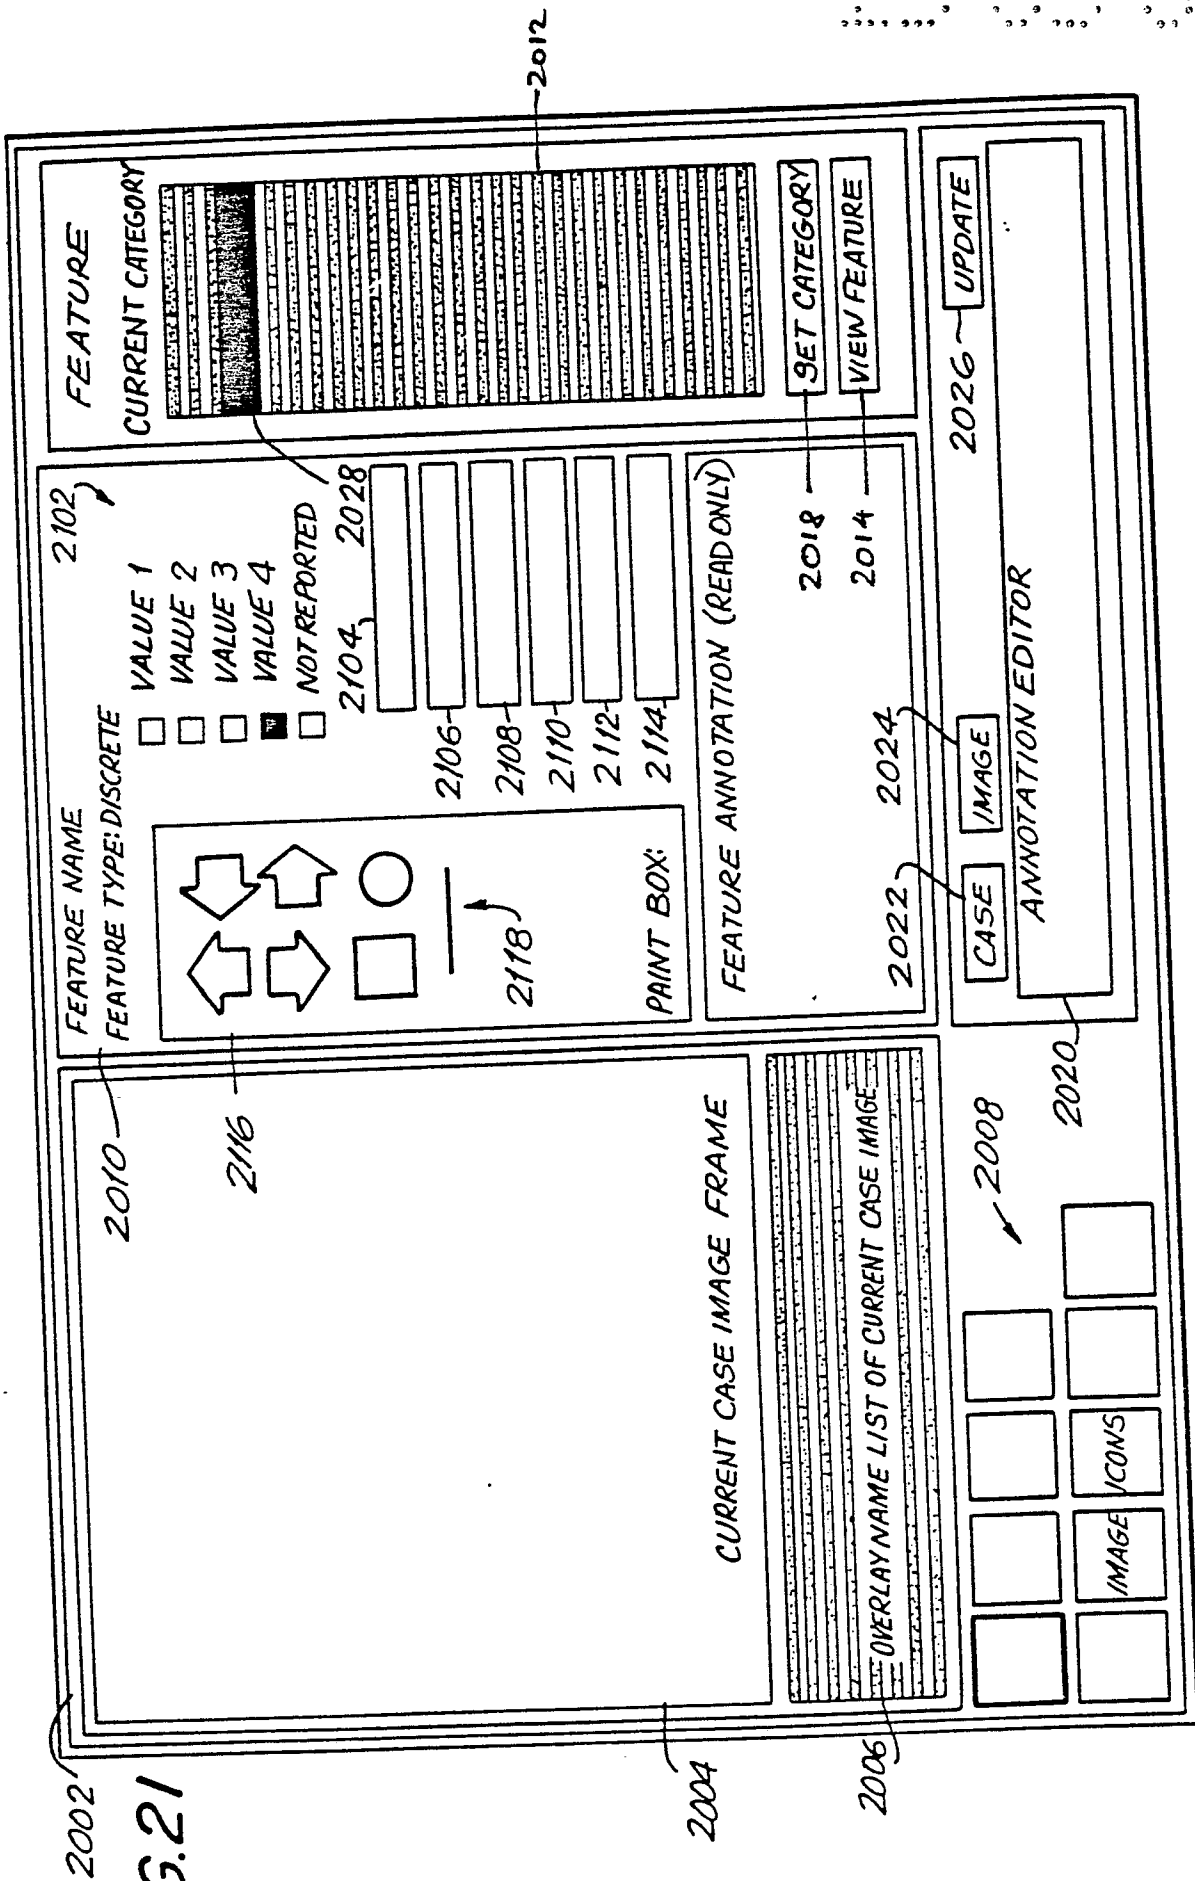 2002
G.21
2010
FEATURE NAME
FEATURE TYPE: DISCRETE
2102
VALUE 1
VALUE 2
VALUE 3
VALUE 4
NOT REPORTED
2104
2028
2106
2108
2110
2112
2114
2116
2118
PAINT BOX:
FEATURE ANNOTATION (READ ONLY)
FEATURE
CURRENT CATEGORY
2012
SET CATEGORY
VIEW FEATURE
2018
2014
CURRENT CASE IMAGE FRAME
2004
OVERLAY NAME LIST OF CURRENT CASE IMAGE
2006
2008
IMAGE ICONS
2022
2024
2026
CASE
IMAGE
UPDATE
ANNOTATION EDITOR
2020